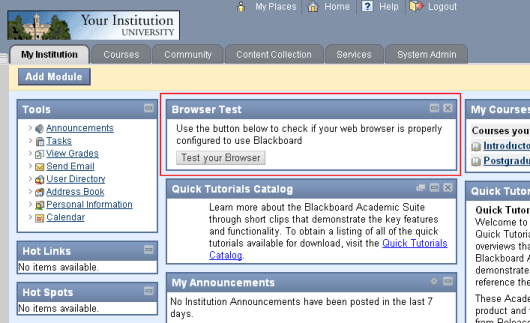 My Places Home Help Logout
Your Institution
UNIVERSITY
My Institution Courses Community Content Collection Services System Admin
Add Module
Tools
Announcements
Tasks
View Grades
Send Email
User Directory
Address Book
Personal Information
Calendar
Hot Links
No items available.
Hot Spots
No items available.
Browser Test
Use the button below to check if your web browser is properly
configured to use Blackboard
Test your Browser
Quick Tutorials Catalog
Learn more about the Blackboard Academic Suite
through short clips that demonstrate the key features
and functionality. To obtain a listing of all of the quick
tutorials available for download, visit the Quick Tutorials
Catalog.
My Announcements
No Institution Announcements have been posted in the last 7
days.
My Courses
Courses you
Introducto
Postgradu
Quick Tutor
Quick Tutor
Welcome to
Quick Tutoria
overviews tha
Blackboard A
demonstrate
reference the
These Acade
product and
from Releas